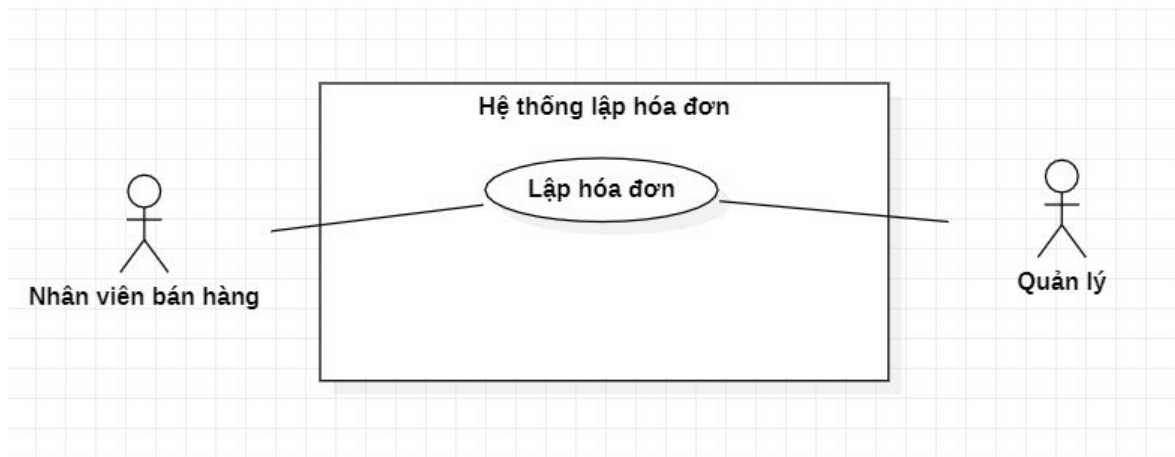 Hệ thống lập hóa đơn
Lập hóa đơn
Nhân viên bán hàng
Quản lý